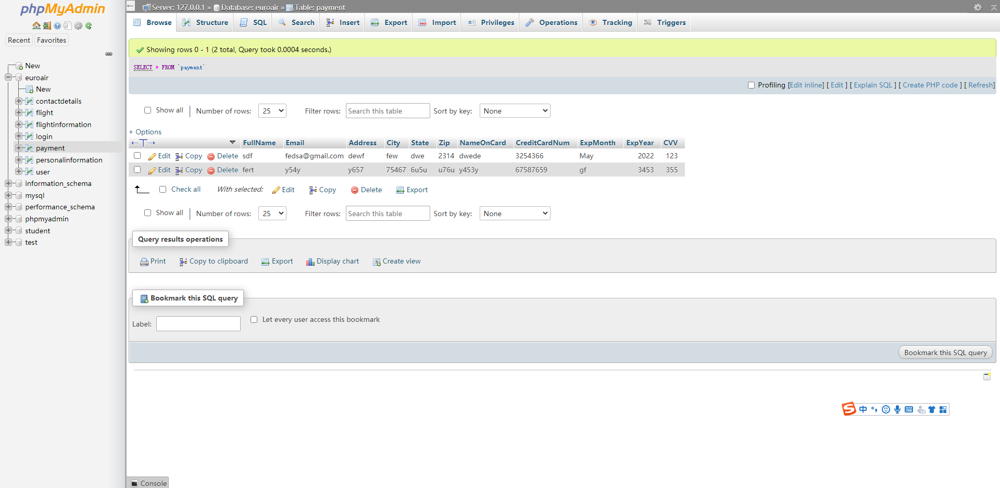 phpMyAdmin
Recent Favorites
New
euroair
New
contactdetails
flight
flightinformation
login
payment
personalinformation
user
information_schema
mysql
performance_schema
phpmyadmin
student
test
Server: 127.0.0.1 » Database: euroair » Table: payment
Browse Structure SQL Search Insert Export Import Privileges Operations Tracking Triggers
Showing rows 0 - 1 (2 total, Query took 0.0004 seconds.)
SELECT * FROM `payment`
Profiling [Edit inline] [ Edit ] [ Explain SQL ] [ Create PHP code ] [ Refresh]
Show all Number of rows: 25 Filter rows: Search this table Sort by key: None
+ Options
←T→ FullName Email Address City State Zip NameOnCard CreditCardNum ExpMonth ExpYear CVV
Edit Copy Delete sdf fedsa@gmail.com dewf few dwe 2314 dwede 3254366 May 2022 123
Edit Copy Delete fert y54y y657 75467 6u5u u76u y453y 67587659 gf 3453 355
Check all With selected: Edit Copy Delete Export
Show all Number of rows: 25 Filter rows: Search this table Sort by key: None
Query results operations
Print Copy to clipboard Export Display chart Create view
Bookmark this SQL query
Label: Let every user access this bookmark
Bookmark this SQL query
S 中
Console